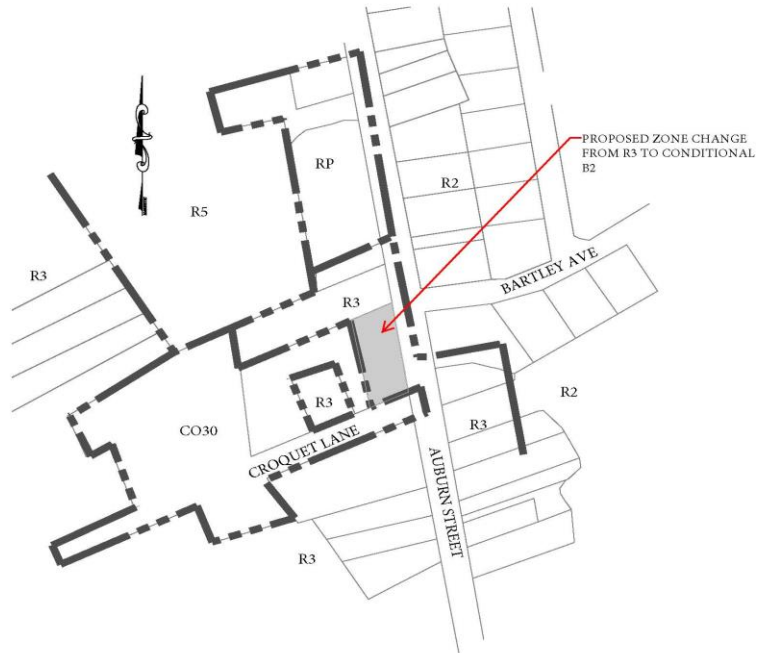 PROPOSED ZONE CHANGE
FROM R3 TO CONDITIONAL
B2
RP
R2
R5
BARTLEY AVE
R3
R3
R3
R2
CO30
R3
CROQUET LANE
AUBURN STREET
R3